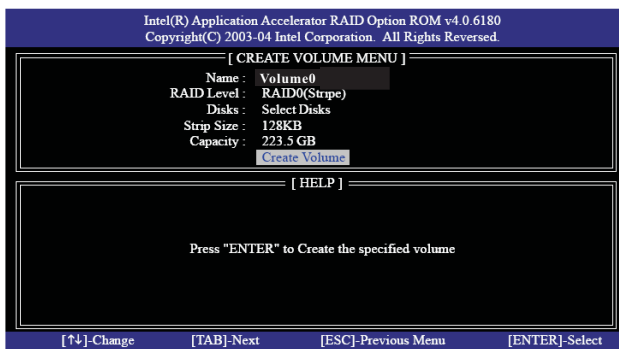 Intel(R) Application Accelerator RAID Option ROM v4.0.6180
Copyright(C) 2003-04 Intel Corporation. All Rights Reversed.
[ CREATE VOLUME MENU ]
Name : Volume0
RAID Level : RAID0(Stripe)
Disks : Select Disks
Strip Size : 128KB
Capacity : 223.5 GB
Create Volume
[ HELP ]
Press "ENTER" to Create the specified volume
[↑↓]-Change [TAB]-Next [ESC]-Previous Menu [ENTER]-Select